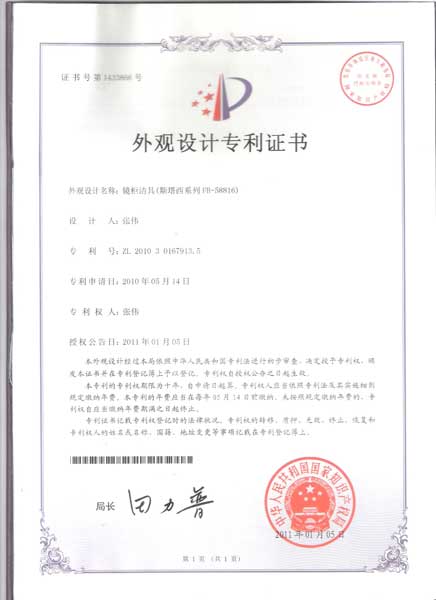 证书号第1433868号
外观设计专利证书
外观设计名称：镜柜洁具(斯塔西系列FB-58816)
设计人：张伟
专利号：ZL 2010 3 0167913.5
专利申请日：2010年05月14日
专利权人：张伟
授权公告日：2011年01月05日
本外观设计经过本局依照中华人民共和国专利法进行初步审查，决定授予专利权，颁
发本证书并在专利登记簿上予以登记。专利权自授权公告之日起生效。
本专利的专利权期限为十年，自申请日起算。专利权人应当依照专利法及其实施细则
规定缴纳年费。本专利的年费应当在每年05月14日前缴纳。未按照规定缴纳年费的，专
利权自应当缴纳年费期满之日起终止。
专利证书记载专利权登记时的法律状况。专利权的转移、质押、无效、终止、恢复和
专利权人的姓名或名称、国籍、地址变更等事项记载在专利登记簿上。
局长 田力普
中华人民共和国国家知识产权局
2011年01月05日
第1页（共1页）